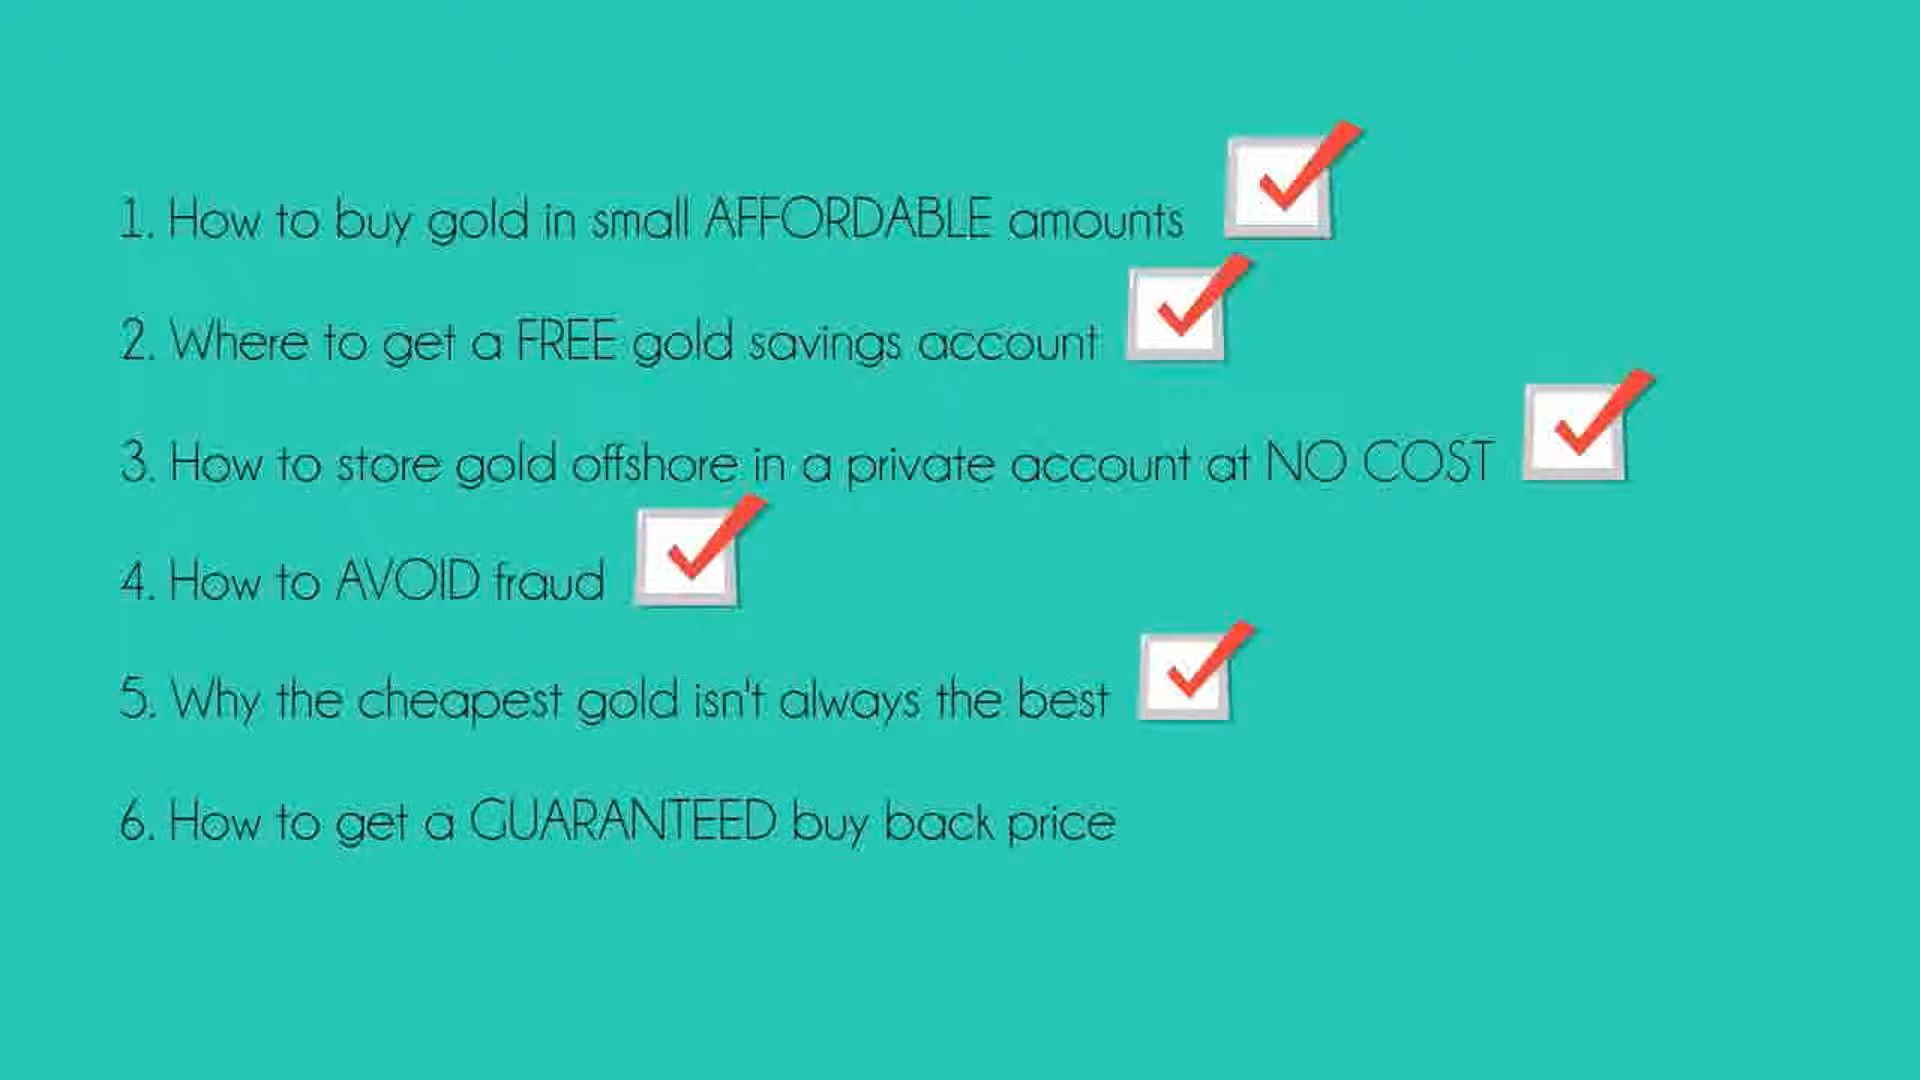 1. How to buy gold in small AFFORDABLE amounts
2. Where to get a FREE gold savings account
3. How to store gold offshore in a private account at NO COST
4. How to AVOID fraud
5. Why the cheapest gold isn't always the best
6. How to get a GUARANTEED buy back price